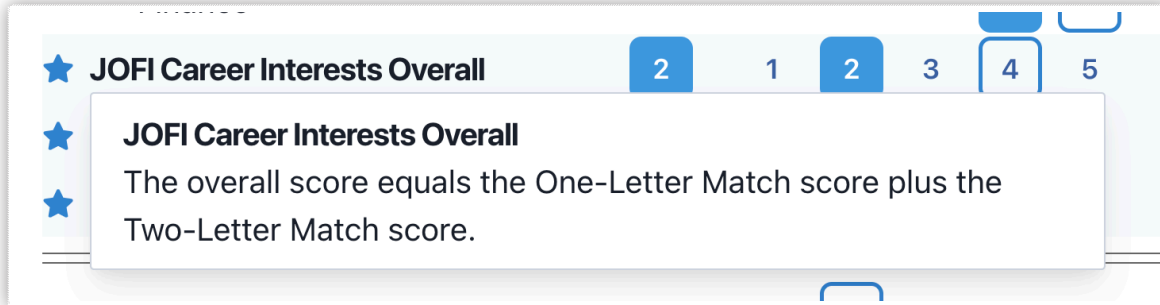 JOFI Career Interests Overall 2 1 2 3 4 5
JOFI Career Interests Overall
The overall score equals the One-Letter Match score plus the
Two-Letter Match score.